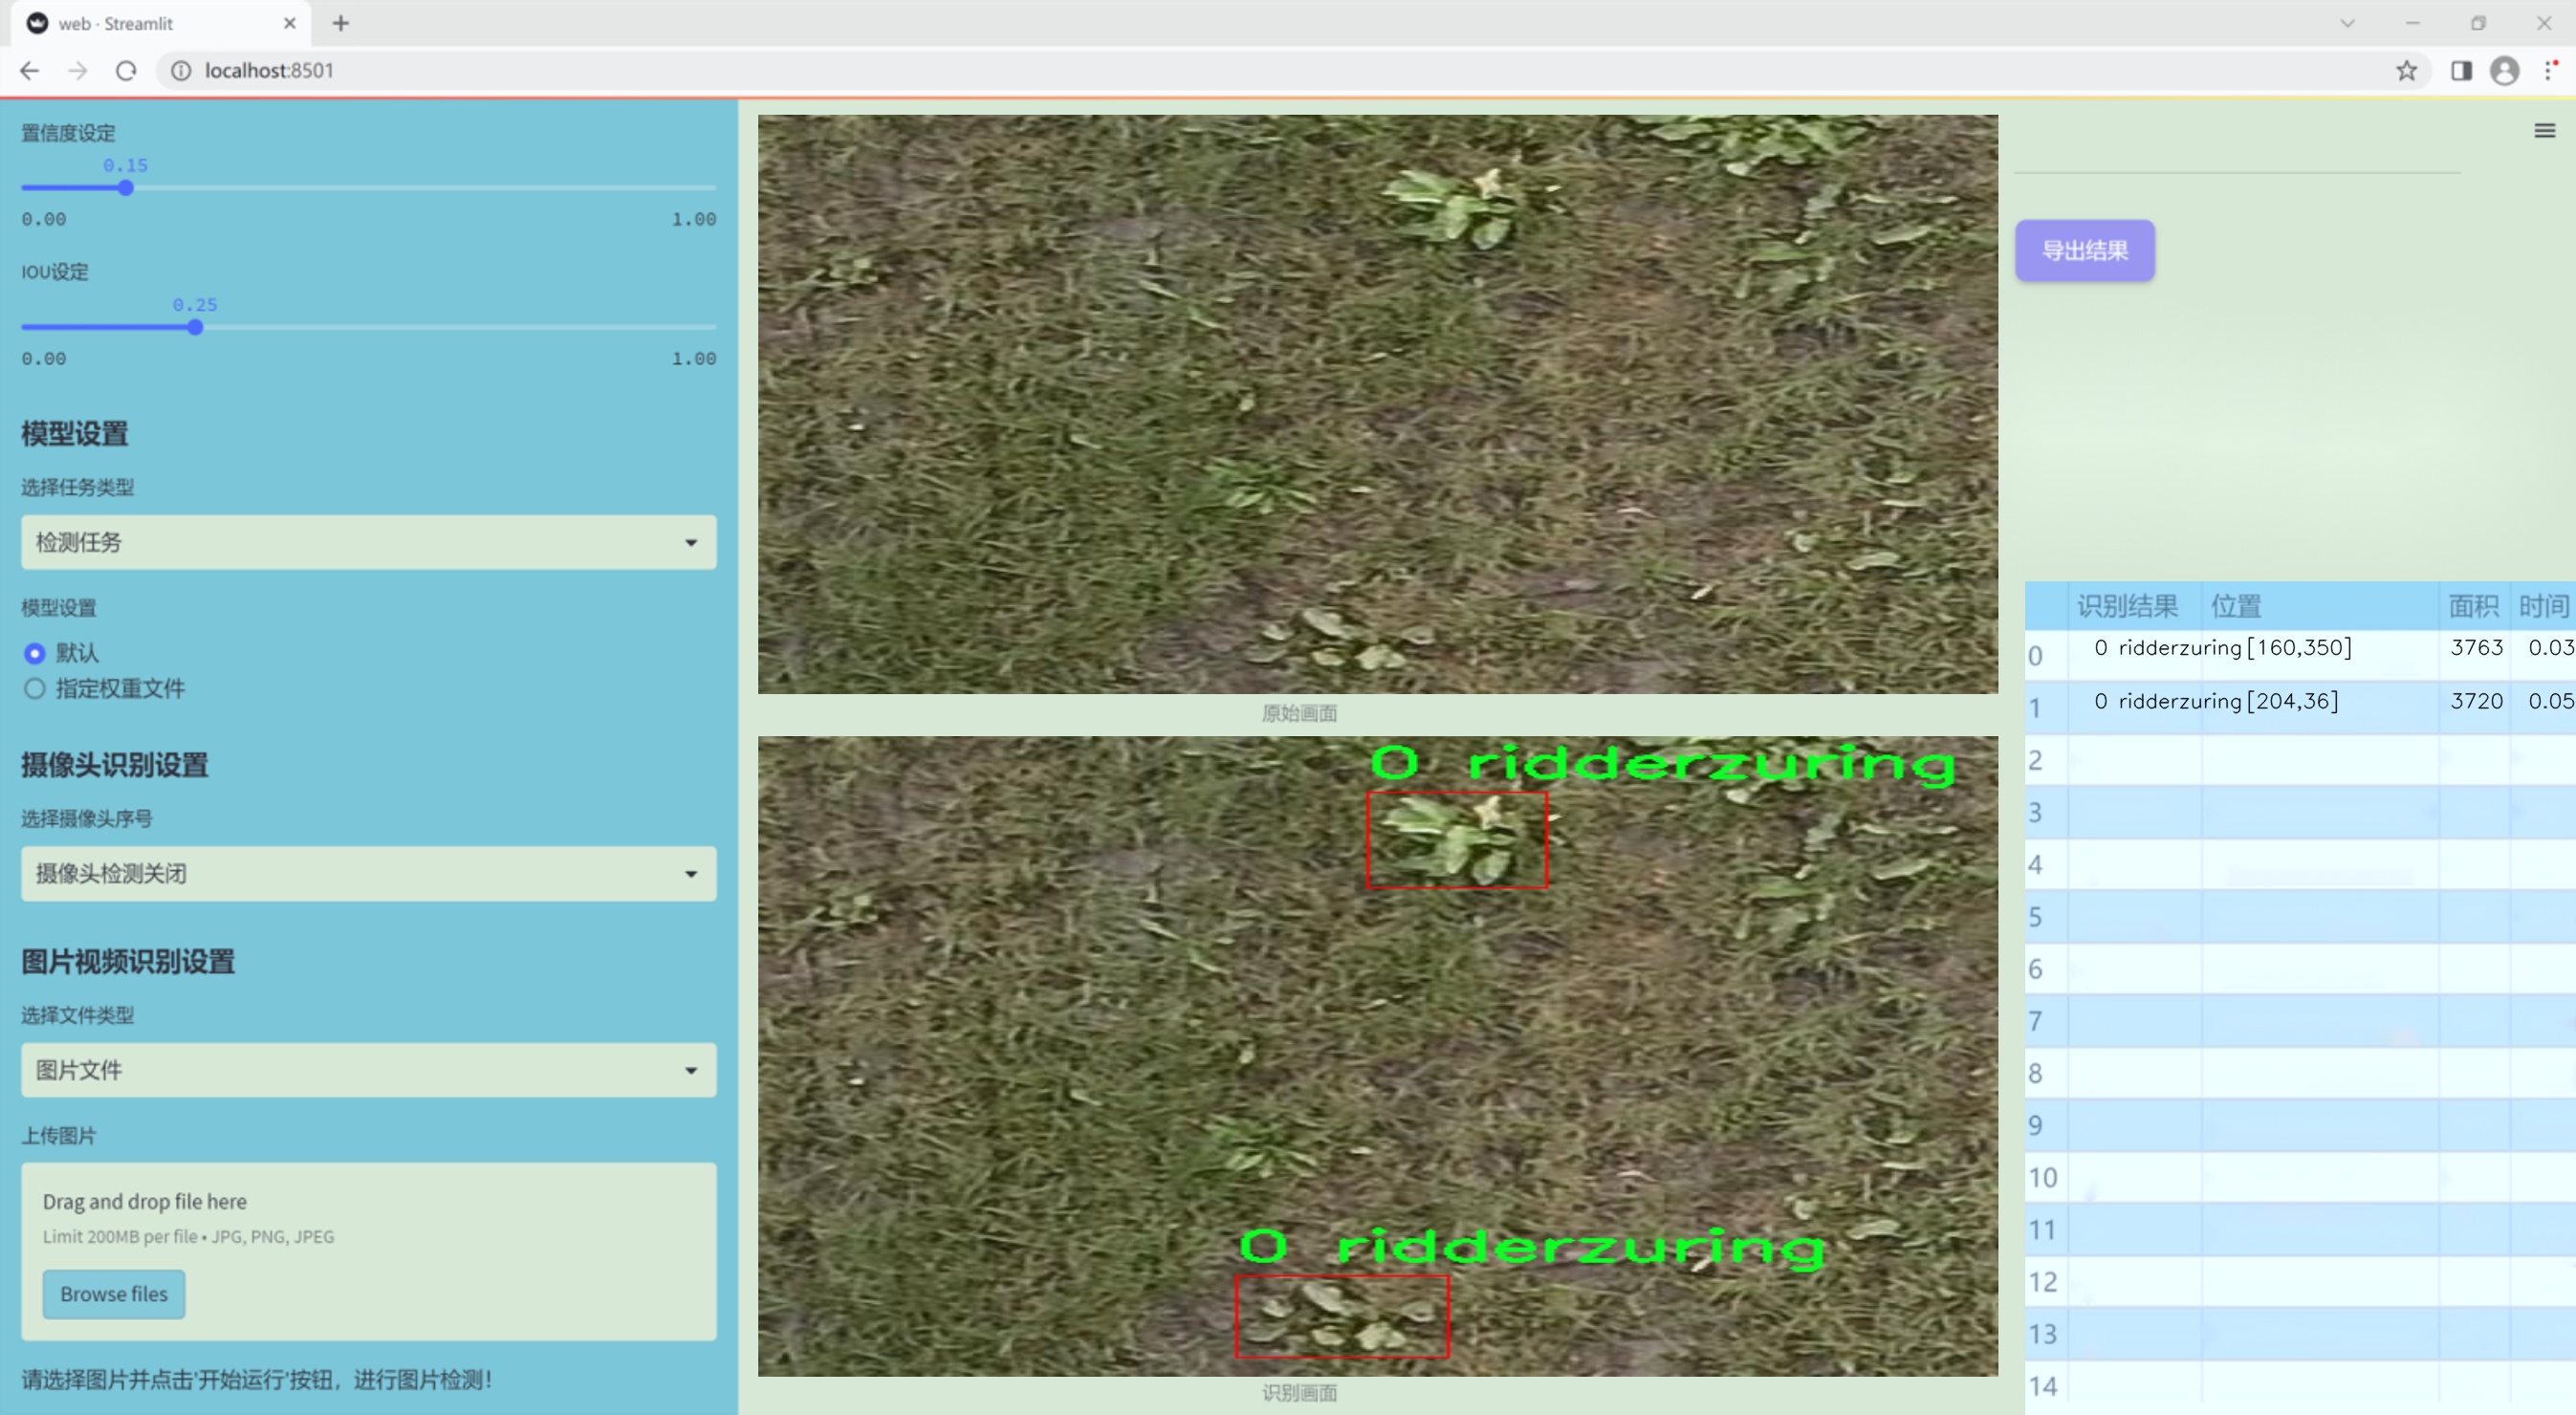 web · Streamlit
localhost:8501
置信度设定
0.15
0.00 1.00
IOU设定
0.25
0.00 1.00
模型设置
选择任务类型
检测任务
模型设置
默认
指定权重文件
摄像头识别设置
选择摄像头序号
摄像头检测关闭
图片视频识别设置
选择文件类型
图片文件
上传图片
Drag and drop file here
Limit 200MB per file • JPG, PNG, JPEG
Browse files
请选择图片并点击'开始运行'按钮，进行图片检测！
原始画面
0 ridderzuring
0 ridderzuring
识别画面
导出结果
识别结果 位置 面积 时间
0 0 ridderzuring [160,350] 3763 0.03
1 0 ridderzuring [204,36] 3720 0.05
2
3
4
5
6
7
8
9
10
11
12
13
14